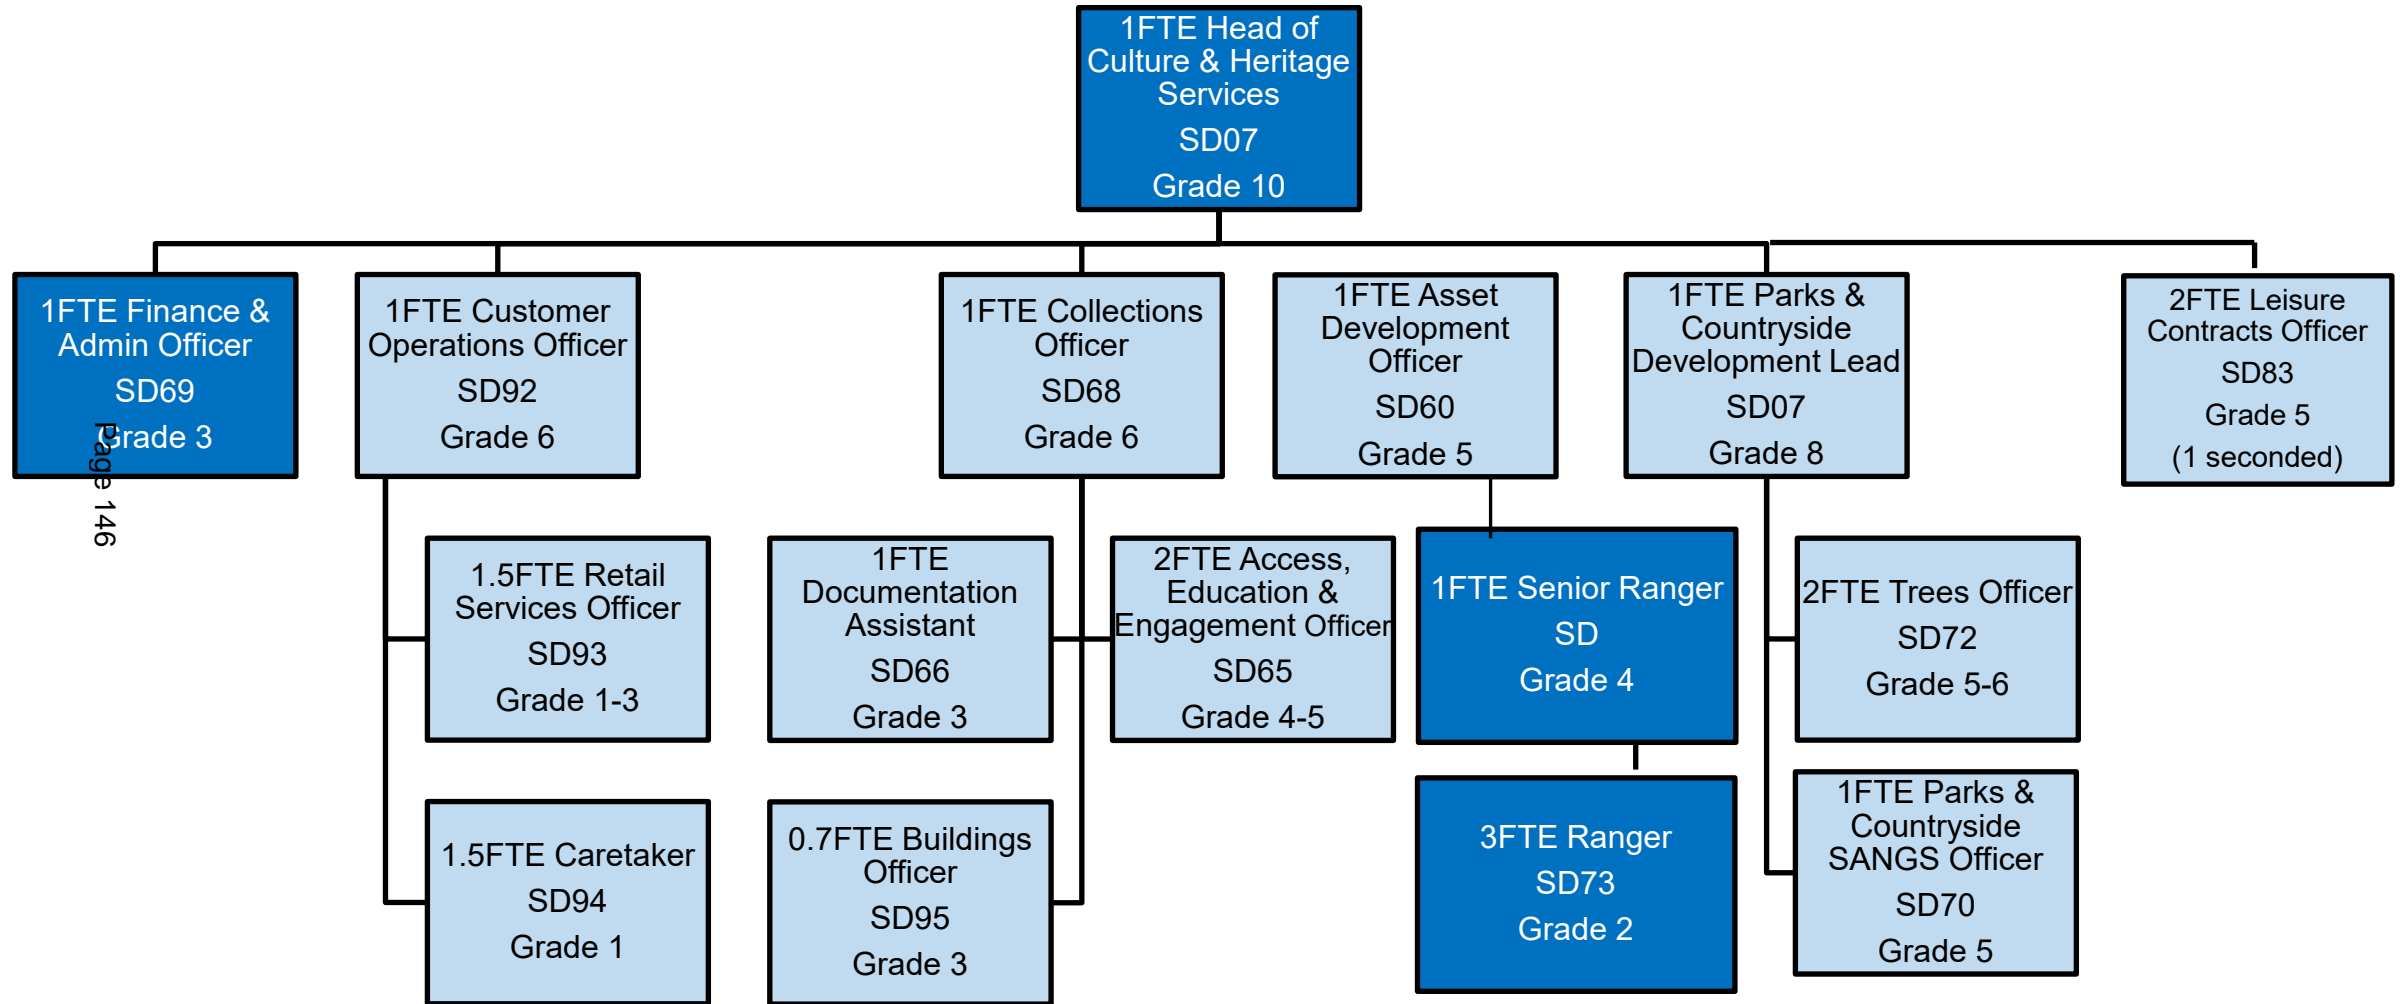 1FTE Head of
Culture & Heritage
Services
SD07
Grade 10
1FTE Finance &
Admin Officer
SD69
Grade 3
1FTE Customer
Operations Officer
SD92
Grade 6
1FTE Collections
Officer
SD68
Grade 6
1FTE Asset
Development
Officer
SD60
Grade 5
1FTE Parks &
Countryside
Development Lead
SD07
Grade 8
2FTE Leisure
Contracts Officer
SD83
Grade 5
(1 seconded)
Page 146
1.5FTE Retail
Services Officer
SD93
Grade 1-3
1FTE
Documentation
Assistant
SD66
Grade 3
2FTE Access,
Education &
Engagement Officer
SD65
Grade 4-5
1FTE Senior Ranger
SD
Grade 4
2FTE Trees Officer
SD72
Grade 5-6
1.5FTE Caretaker
SD94
Grade 1
0.7FTE Buildings
Officer
SD95
Grade 3
3FTE Ranger
SD73
Grade 2
1FTE Parks &
Countryside
SANGS Officer
SD70
Grade 5